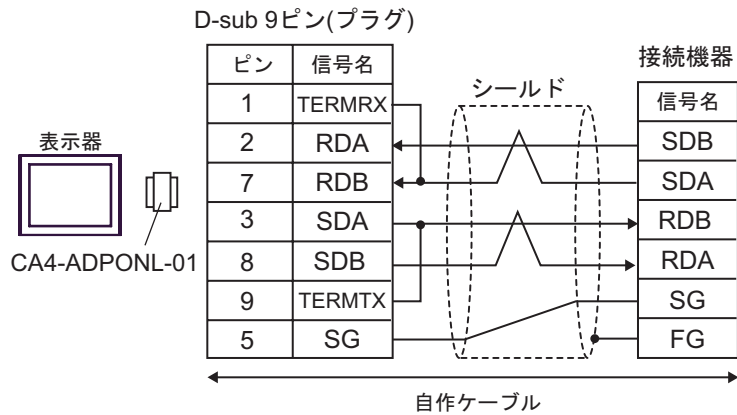 D-sub 9ピン(プラグ)
接続機器
ピン 信号名
シールド
信号名
1 TERMRX
2 RDA SDB
表示器
7 RDB SDA
3 SDA RDB
CA4-ADPONL-01
8 SDB RDA
9 TERMTX SG
5 SG FG
自作ケーブル